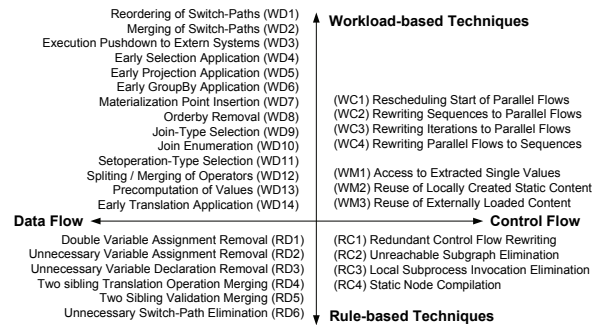 Reordering of Switch-Paths (WD1)
Merging of Switch-Paths (WD2)
Execution Pushdown to Extern Systems (WD3)
Early Selection Application (WD4)
Early Projection Application (WD5)
Early GroupBy Application (WD6)
Materialization Point Insertion (WD7)
Orderby Removal (WD8)
Join-Type Selection (WD9)
Join Enumeration (WD10)
Setoperation-Type Selection (WD11)
Spliting / Merging of Operators (WD12)
Precomputation of Values (WD13)
Early Translation Application (WD14)
Workload-based Techniques
(WC1) Rescheduling Start of Parallel Flows
(WC2) Rewriting Sequences to Parallel Flows
(WC3) Rewriting Iterations to Parallel Flows
(WC4) Rewriting Parallel Flows to Sequences
(WM1) Access to Extracted Single Values
(WM2) Reuse of Locally Created Static Content
(WM3) Reuse of Externally Loaded Content
Data Flow
Control Flow
Double Variable Assignment Removal (RD1)
Unnecessary Variable Assignment Removal (RD2)
Unnecessary Variable Declaration Removal (RD3)
Two sibling Translation Operation Merging (RD4)
Two Sibling Validation Merging (RD5)
Unnecessary Switch-Path Elimination (RD6)
(RC1) Redundant Control Flow Rewriting
(RC2) Unreachable Subgraph Elimination
(RC3) Local Subprocess Invocation Elimination
(RC4) Static Node Compilation
Rule-based Techniques